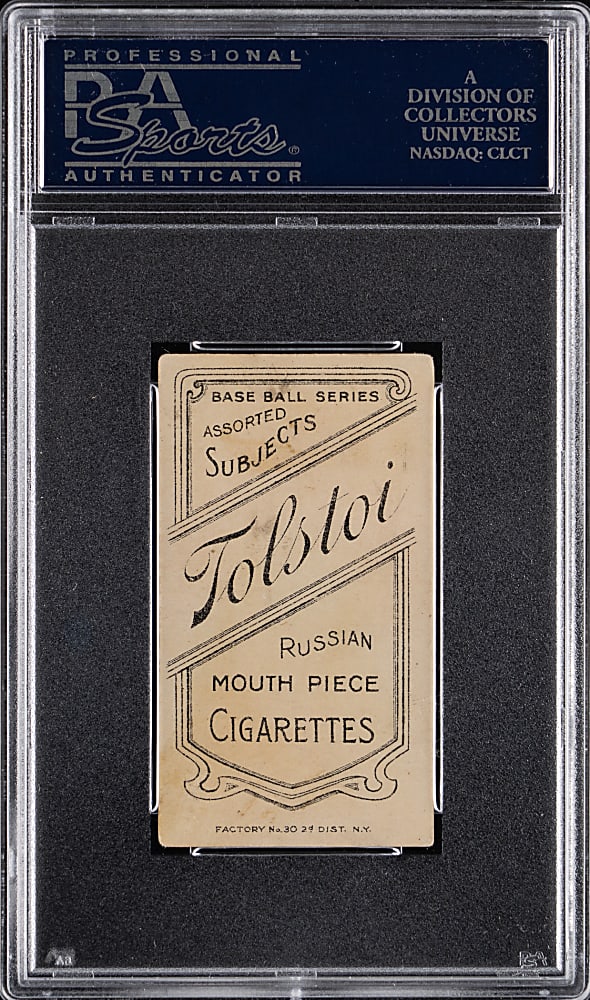 PROFESSIONAL
PSA
Sports®
AUTHENTICATOR
A
DIVISION OF
COLLECTORS
UNIVERSE
NASDAQ: CLCT
BASE BALL SERIES
ASSORTED
SUBJECTS
Tolstoi
RUSSIAN
MOUTH PIECE
CIGARETTES
FACTORY No. 30 2d DIST. N.Y.
PSA